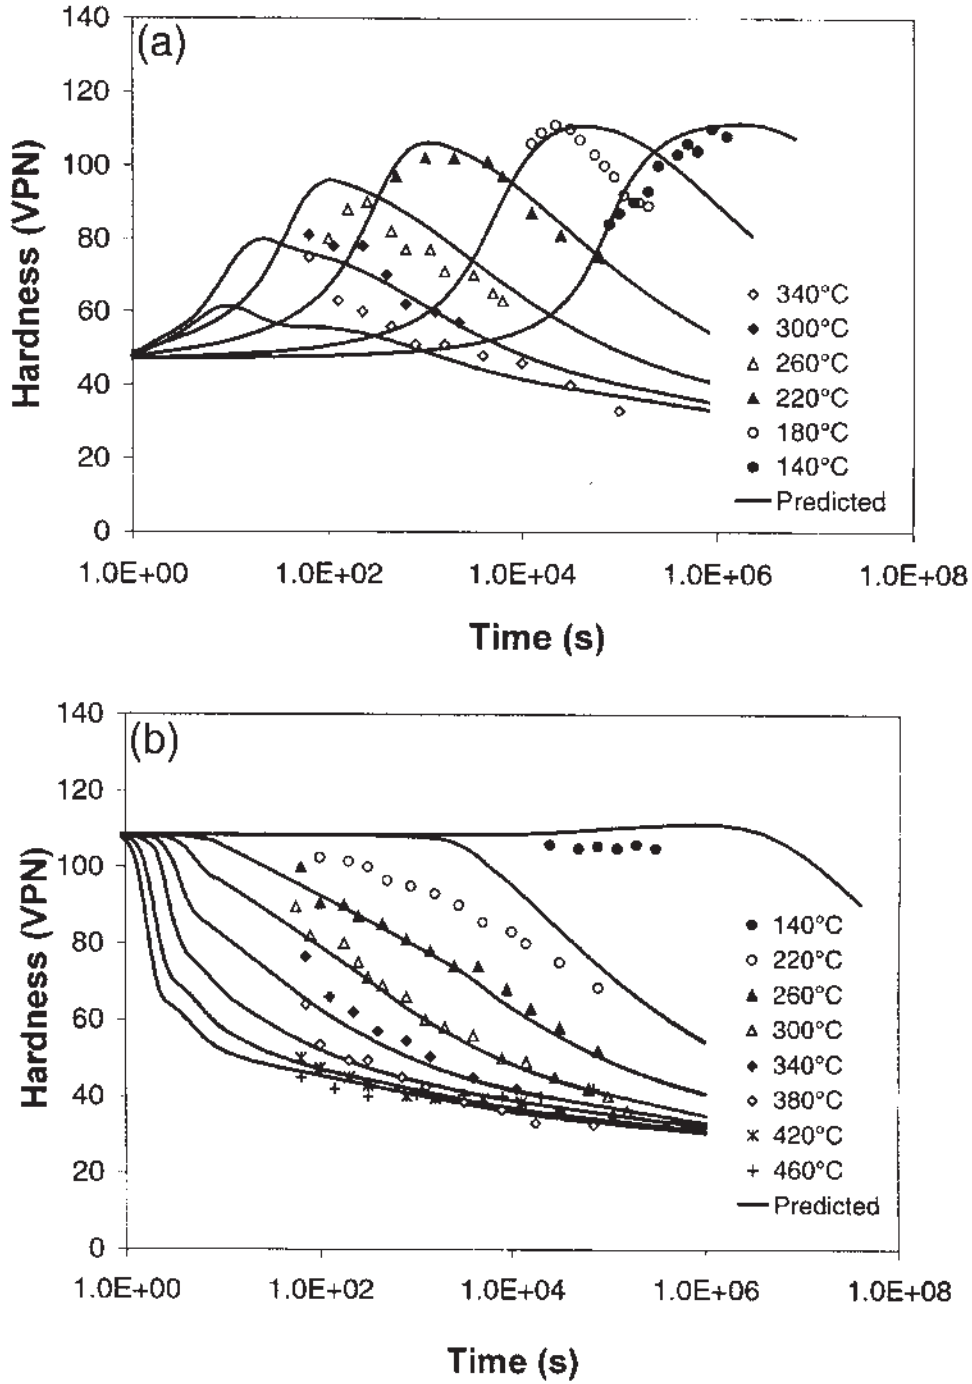 (a)
140
120
100
80
60
40
20
0
Hardness (VPN)
340°C
300°C
260°C
220°C
180°C
140°C
Predicted
1.0E+00 1.0E+02 1.0E+04 1.0E+06 1.0E+08
Time (s)
(b)
140
120
100
80
60
40
20
0
Hardness (VPN)
140°C
220°C
260°C
300°C
340°C
380°C
420°C
460°C
Predicted
1.0E+00 1.0E+02 1.0E+04 1.0E+06 1.0E+08
Time (s)